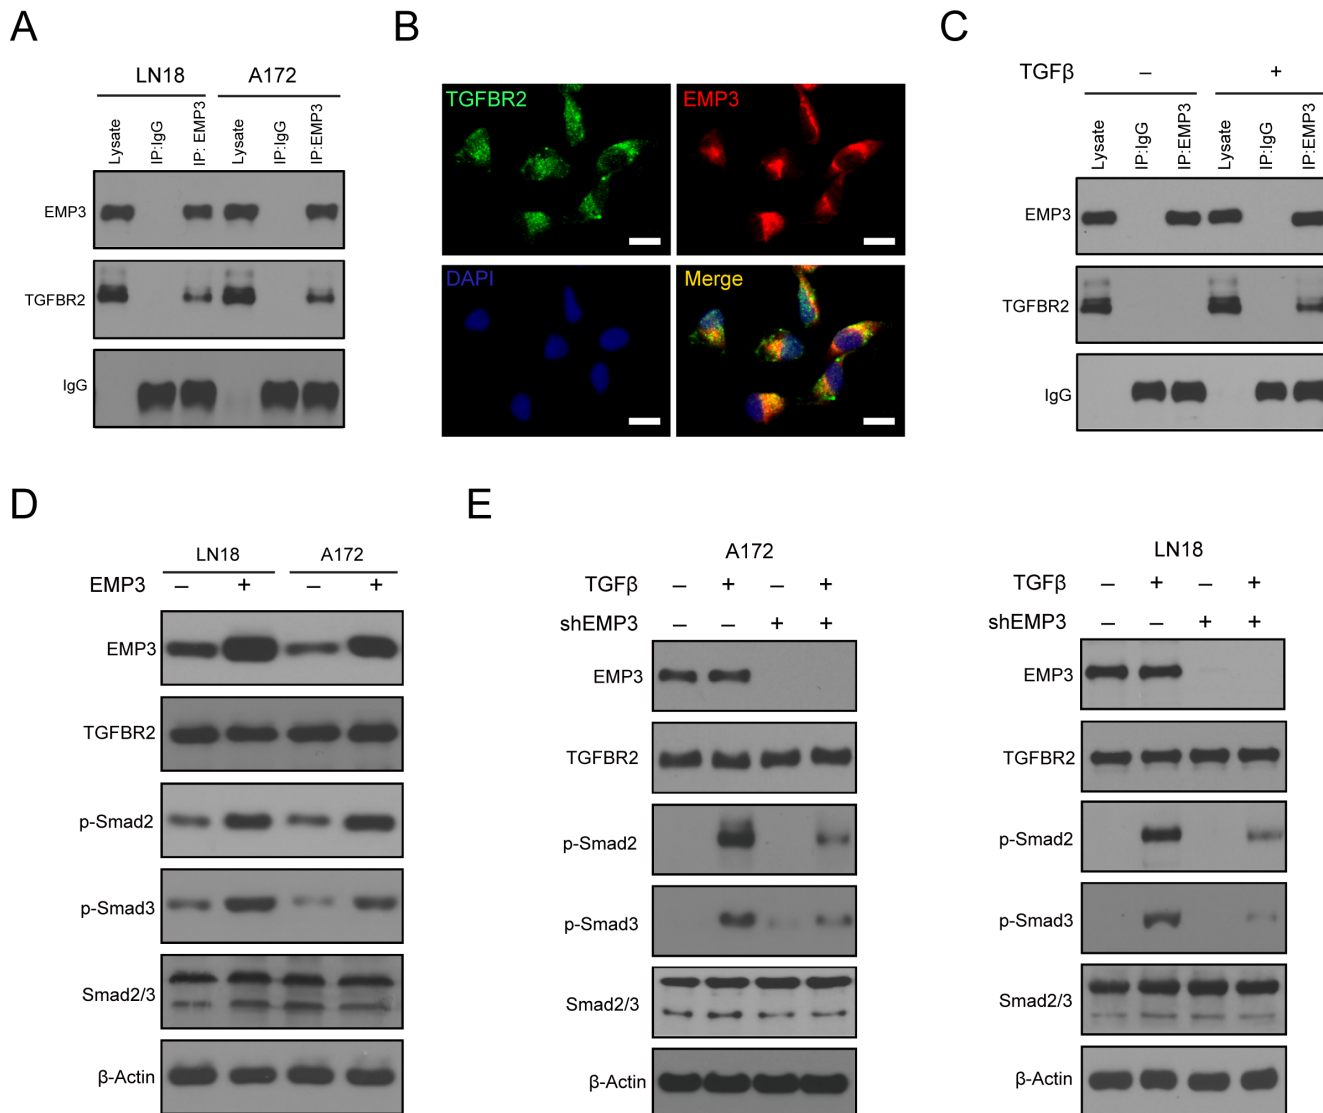 A
LN18 A172
Lysate IP:IgG IP: EMP3 Lysate IP:IgG IP:EMP3
EMP3
TGFBR2
IgG
B
TGFBR2 EMP3
DAPI Merge
C
TGFβ – +
Lysate IP:IgG IP:EMP3 Lysate IP:IgG IP:EMP3
EMP3
TGFBR2
IgG
D
LN18 A172
EMP3 – + – +
EMP3
TGFBR2
p-Smad2
p-Smad3
Smad2/3
β-Actin
E
A172
TGFβ – + – +
shEMP3 – – + +
EMP3
TGFBR2
p-Smad2
p-Smad3
Smad2/3
β-Actin
LN18
TGFβ – + – +
shEMP3 – – + +
EMP3
TGFBR2
p-Smad2
p-Smad3
Smad2/3
β-Actin